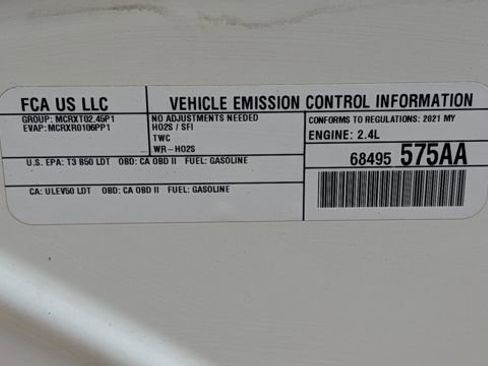 FCA US LLC
VEHICLE EMISSION CONTROL INFORMATION
GROUP: MCRXT02.45P1
EVAP: MCRXR0106PP1
NO ADJUSTMENTS NEEDED
HO2S / SFI
TWC
WR-HO2S
CONFORMS TO REGULATIONS: 2021 MY
ENGINE: 2.4L
U.S. EPA: T3 B50 LDT OBD: CA OBD II FUEL: GASOLINE
68495 575AA
CA: ULEV50 LDT OBD: CA OBD II FUEL: GASOLINE